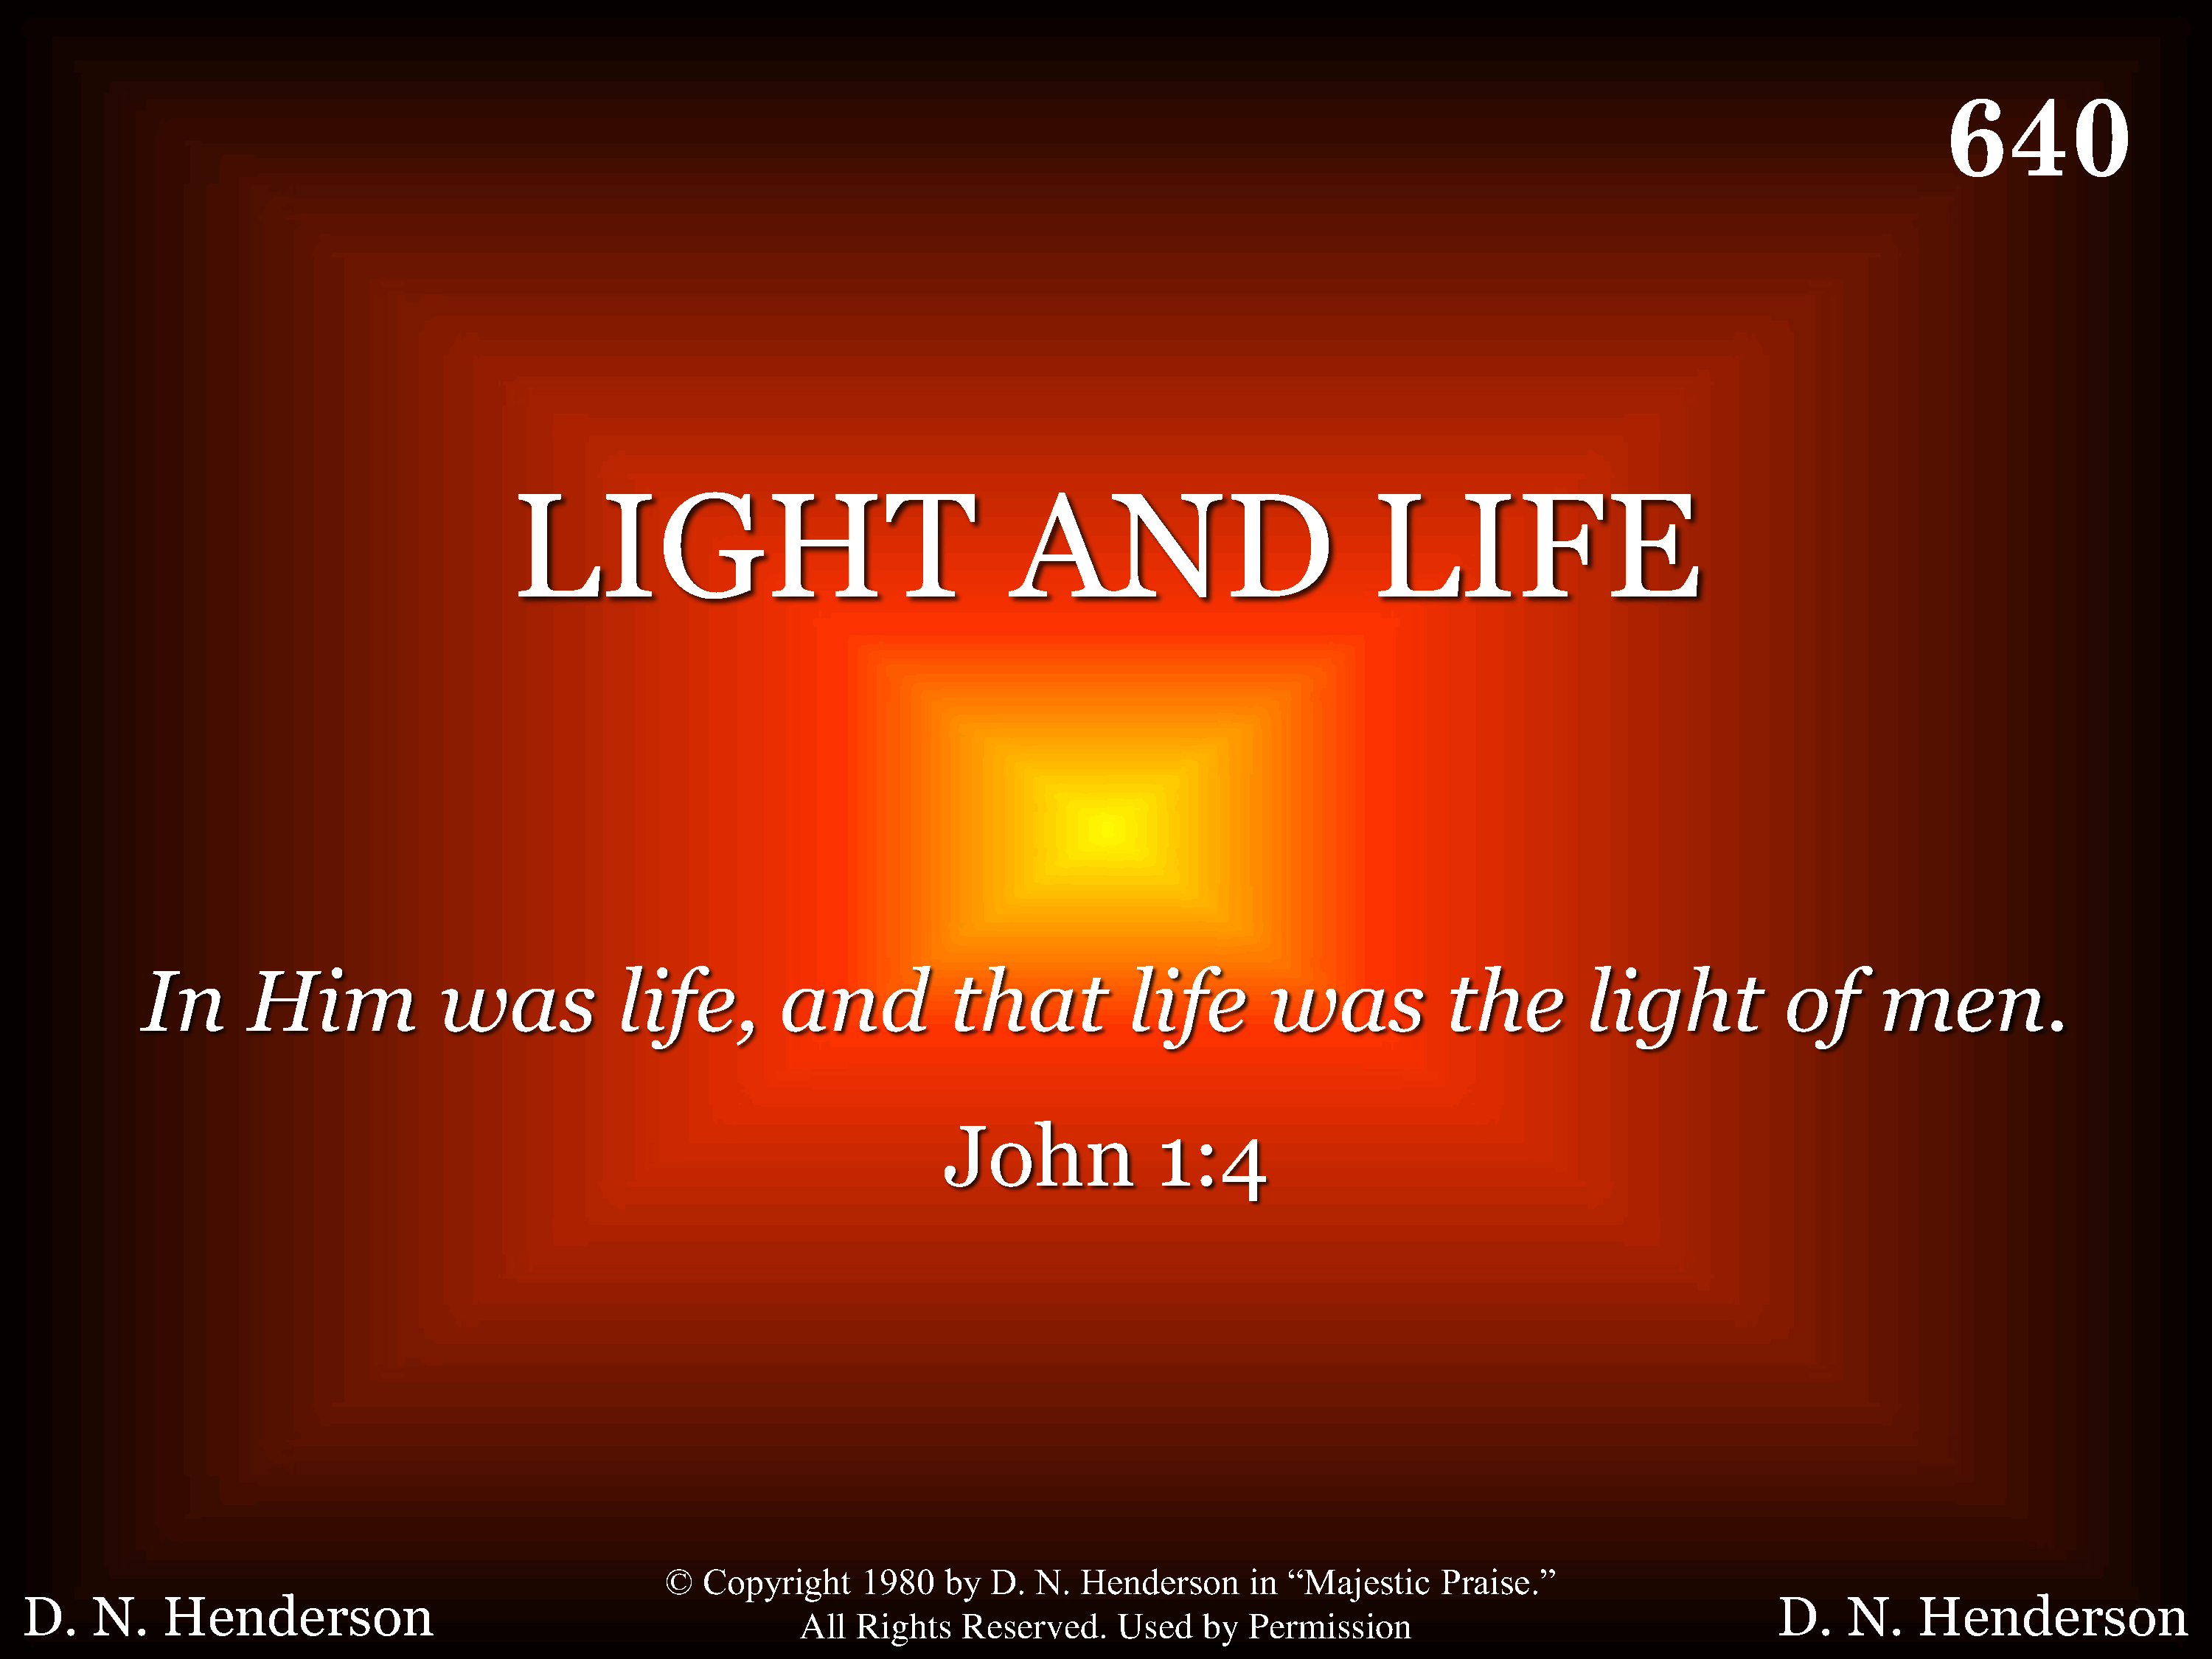 640
LIGHT AND LIFE
In Him was life, and that life was the light of men.
John 1:4
© Copyright 1980 by D. N. Henderson in “Majestic Praise.”
All Rights Reserved. Used by Permission
D. N. Henderson
D. N. Henderson